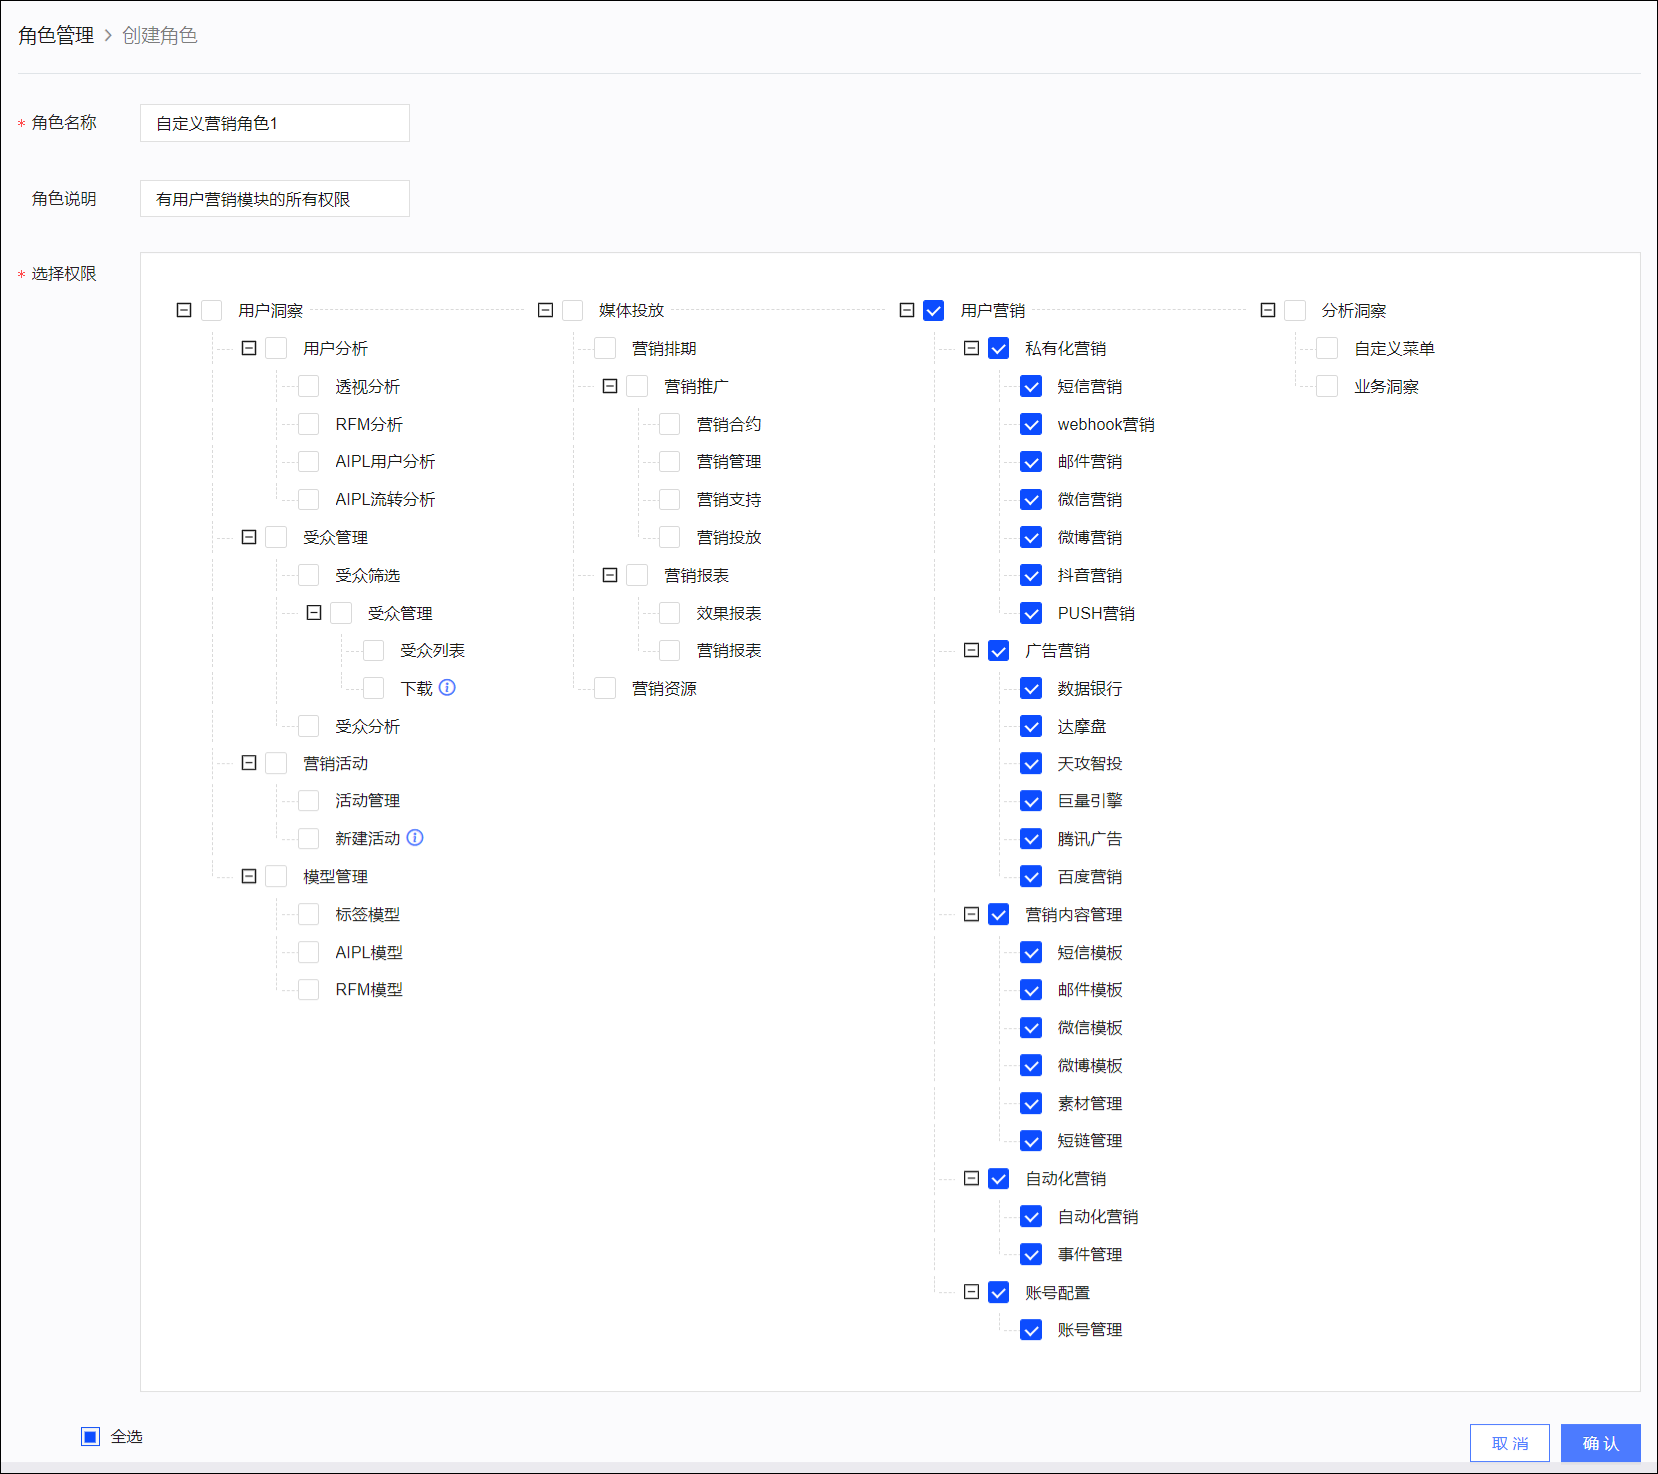 角色管理 > 创建角色
* 角色名称 自定义营销角色1
角色说明 有用户营销模块的所有权限
* 选择权限
用户洞察
用户分析
透视分析
RFM分析
AIPL用户分析
AIPL流转分析
受众管理
受众筛选
受众管理
受众列表
下载
受众分析
营销活动
活动管理
新建活动
模型管理
标签模型
AIPL模型
RFM模型
媒体投放
营销排期
营销推广
营销合约
营销管理
营销支持
营销投放
营销报表
效果报表
营销报表
营销资源
用户营销
私有化营销
短信营销
webhook营销
邮件营销
微信营销
微博营销
抖音营销
PUSH营销
广告营销
数据银行
达摩盘
天攻智投
巨量引擎
腾讯广告
百度营销
营销内容管理
短信模板
邮件模板
微信模板
微博模板
素材管理
短链管理
自动化营销
自动化营销
事件管理
账号配置
账号管理
分析洞察
自定义菜单
业务洞察
全选
取 消
确 认